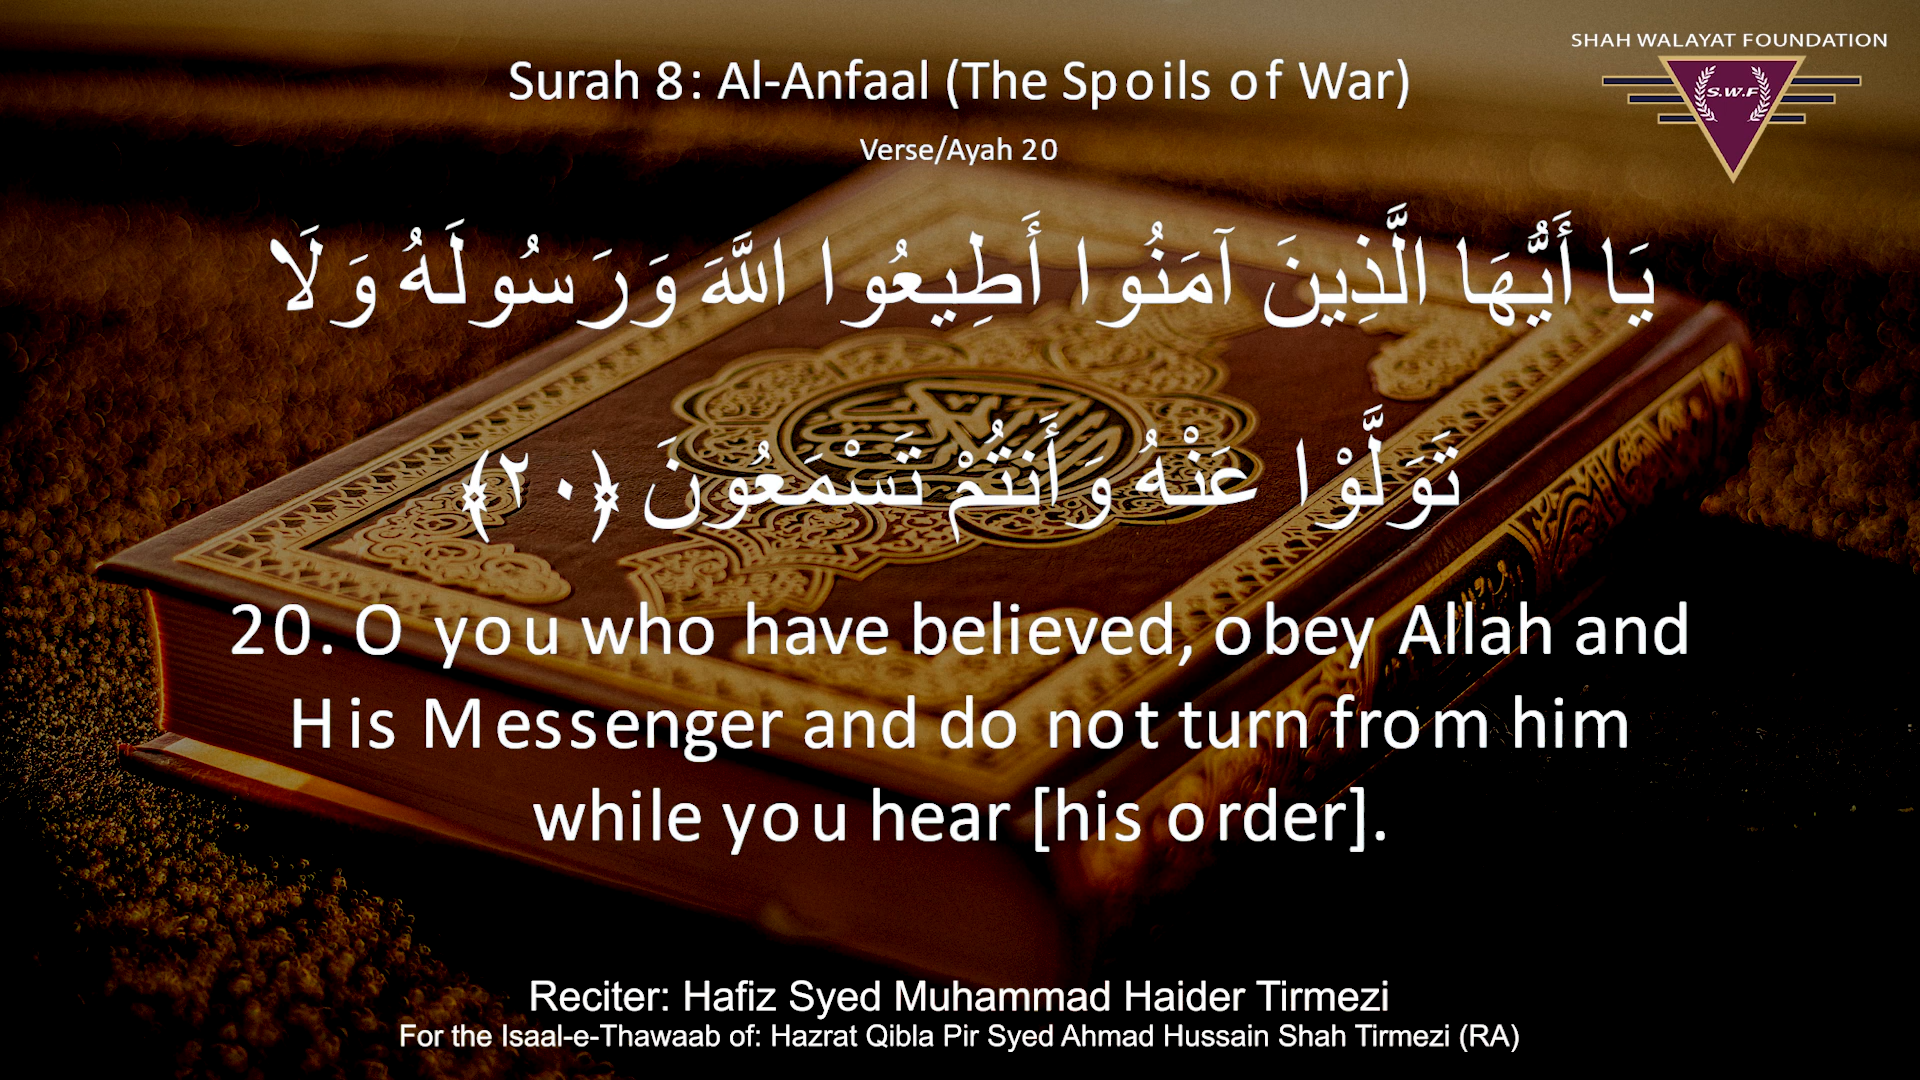 SHAH WALAYAT FOUNDATION
S.W.F
Surah 8: Al-Anfaal (The Spoils of War)
Verse/Ayah 20
يَا أَيُّهَا الَّذِينَ آمَنُوا أَطِيعُوا اللَّهَ وَرَسُولَهُ وَلَا
تَوَلَّوْا عَنْهُ وَأَنتُمْ تَسْمَعُونَ ﴿٢٠﴾
20. O you who have believed, obey Allah and
His Messenger and do not turn from him
while you hear [his order].
Reciter: Hafiz Syed Muhammad Haider Tirmezi
For the Isaal-e-Thawaab of: Hazrat Qibla Pir Syed Ahmad Hussain Shah Tirmezi (RA)